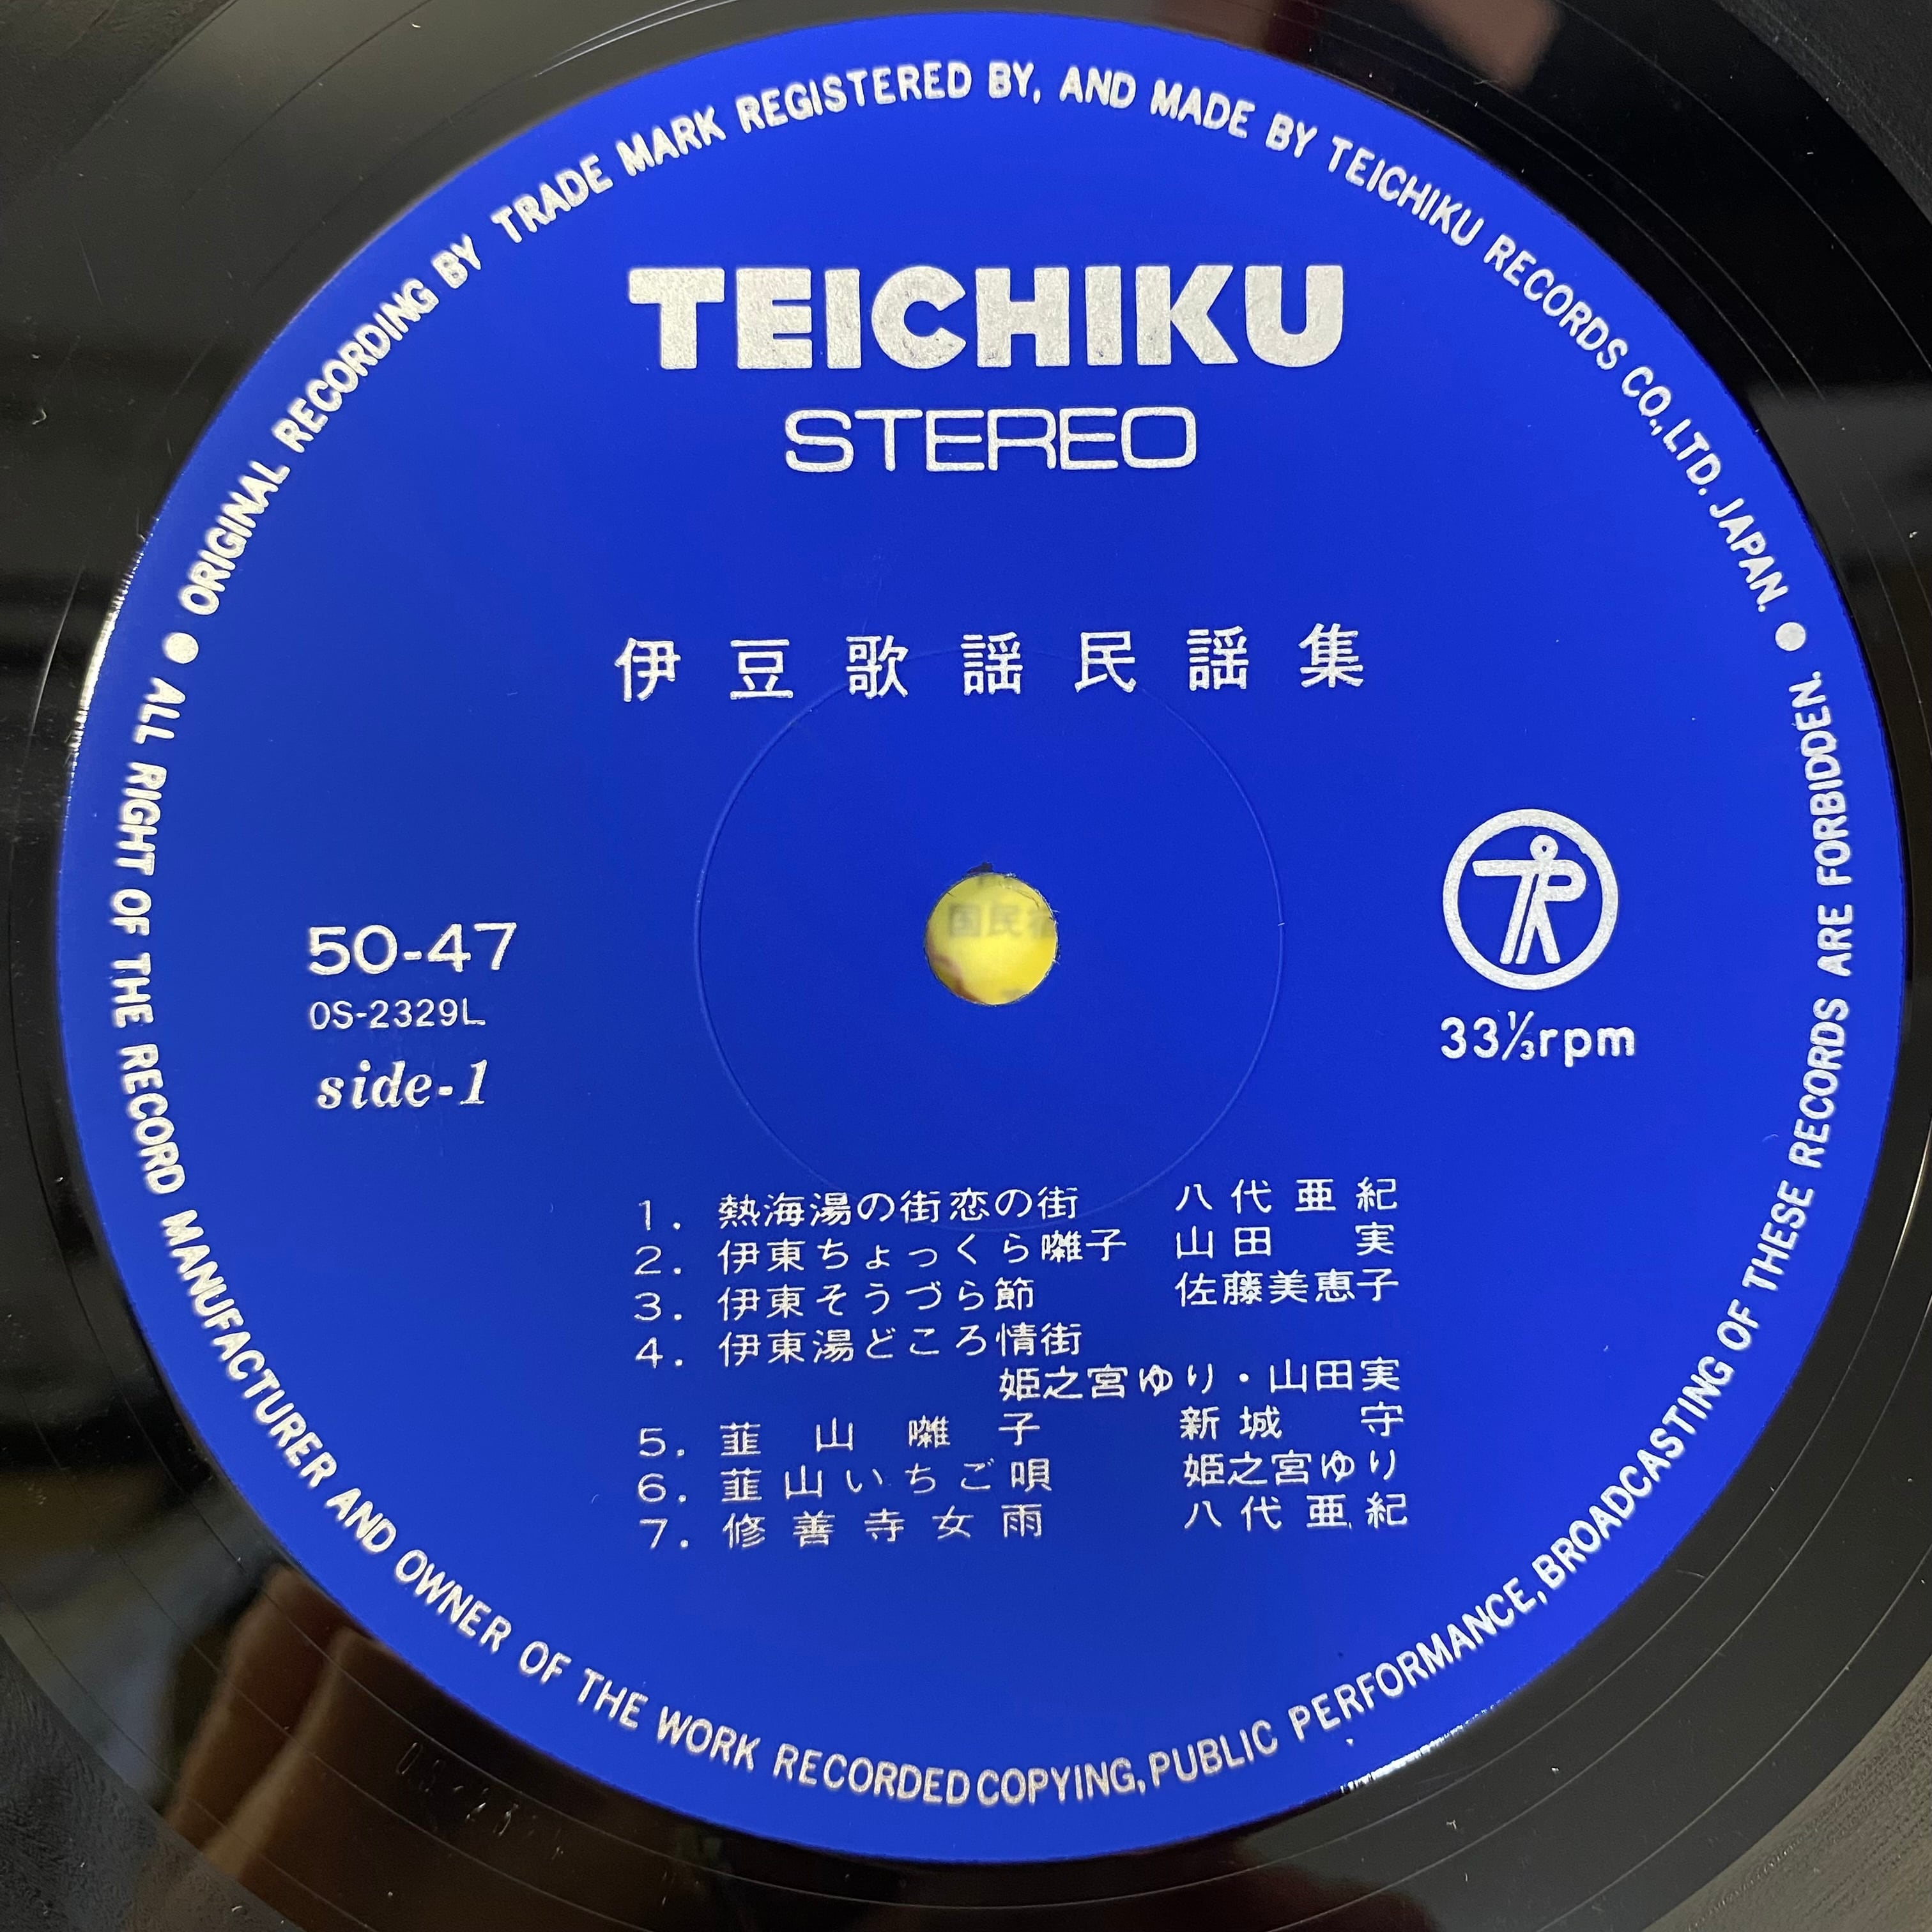 ● ORIGINAL RECORDING BY TRADE MARK REGISTERED BY, AND MADE BY TEICHIKU RECORDS CO.,LTD. JAPAN. ●
TEICHIKU
STEREO
伊豆歌謡民謡集
50-47
OS-2329L
side-1
国民
TR
33⅓rpm
1. 熱海湯の街恋の街 八代亜紀
2. 伊東ちょっくら囃子 山田 実
3. 伊東そうづら節 佐藤美恵子
4. 伊東湯どころ情街
姫之宮ゆり・山田実
5. 韮山囃子 新城 守
6. 韮山いちご唄 姫之宮ゆり
7. 修善寺女雨 八代亜紀
ALL RIGHT OF THE RECORD MANUFACTURER AND OWNER OF THE WORK RECORDED COPYING, PUBLIC PERFORMANCE, BROADCASTING OF THESE RECORDS ARE FORBIDDEN.